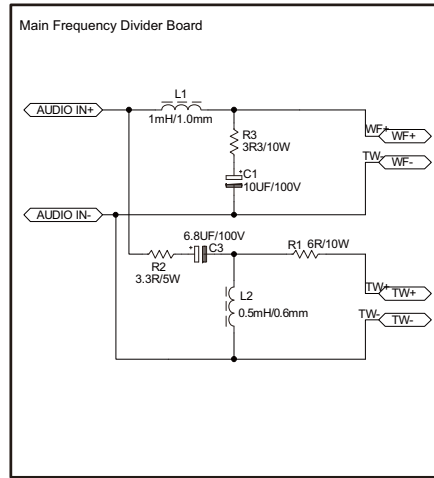 Main Frequency Divider Board
L1
AUDIO IN+
1mH/1.0mm
R3
3R3/10W
WF+
WF+
TW-
WF-
+
C1
10UF/100V
AUDIO IN-
6.8UF/100V
+
C3
R1
6R/10W
R2
3.3R/5W
L2
0.5mH/0.6mm
TW+
TW+
TW-
TW-